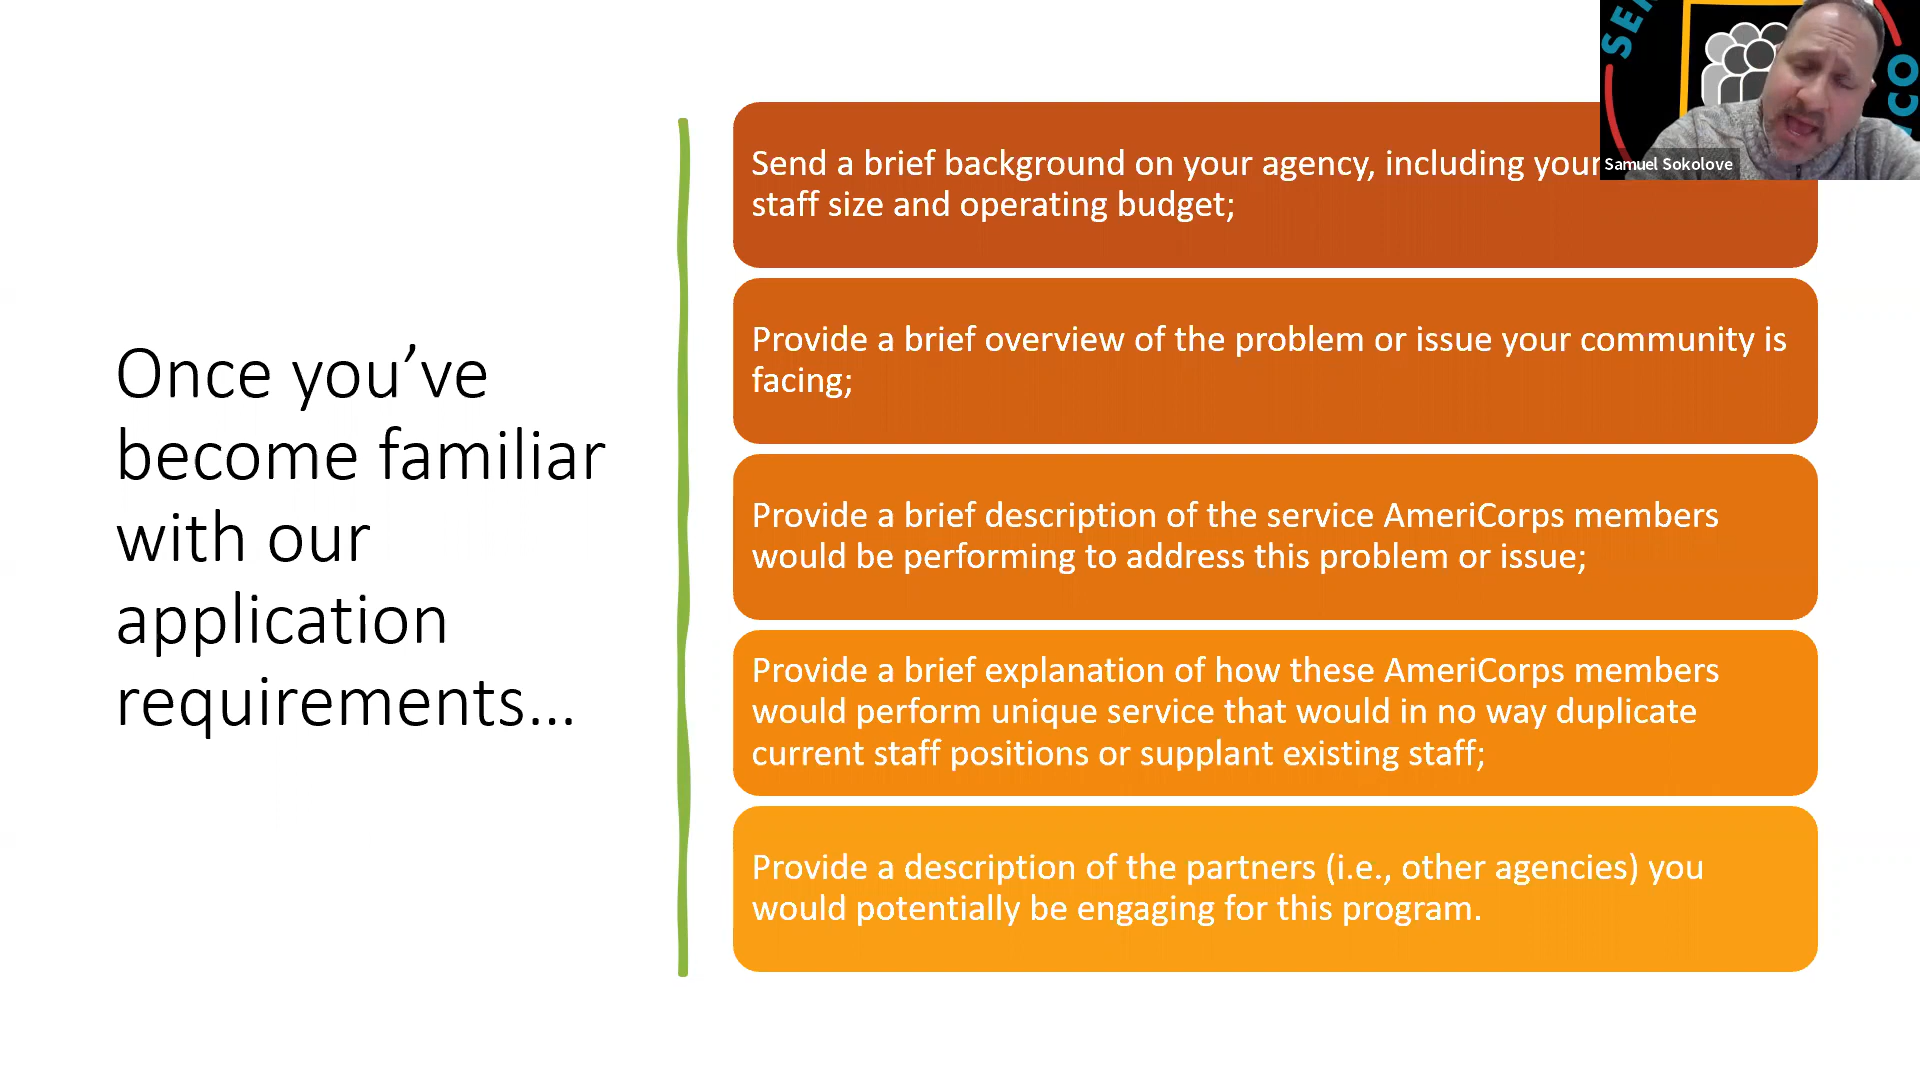 Once you’ve
become familiar
with our
application
requirements...
Send a brief background on your agency, including your
staff size and operating budget;
Provide a brief overview of the problem or issue your community is
facing;
Provide a brief description of the service AmeriCorps members
would be performing to address this problem or issue;
Provide a brief explanation of how these AmeriCorps members
would perform unique service that would in no way duplicate
current staff positions or supplant existing staff;
Provide a description of the partners (i.e., other agencies) you
would potentially be engaging for this program.
Samuel Sokolove